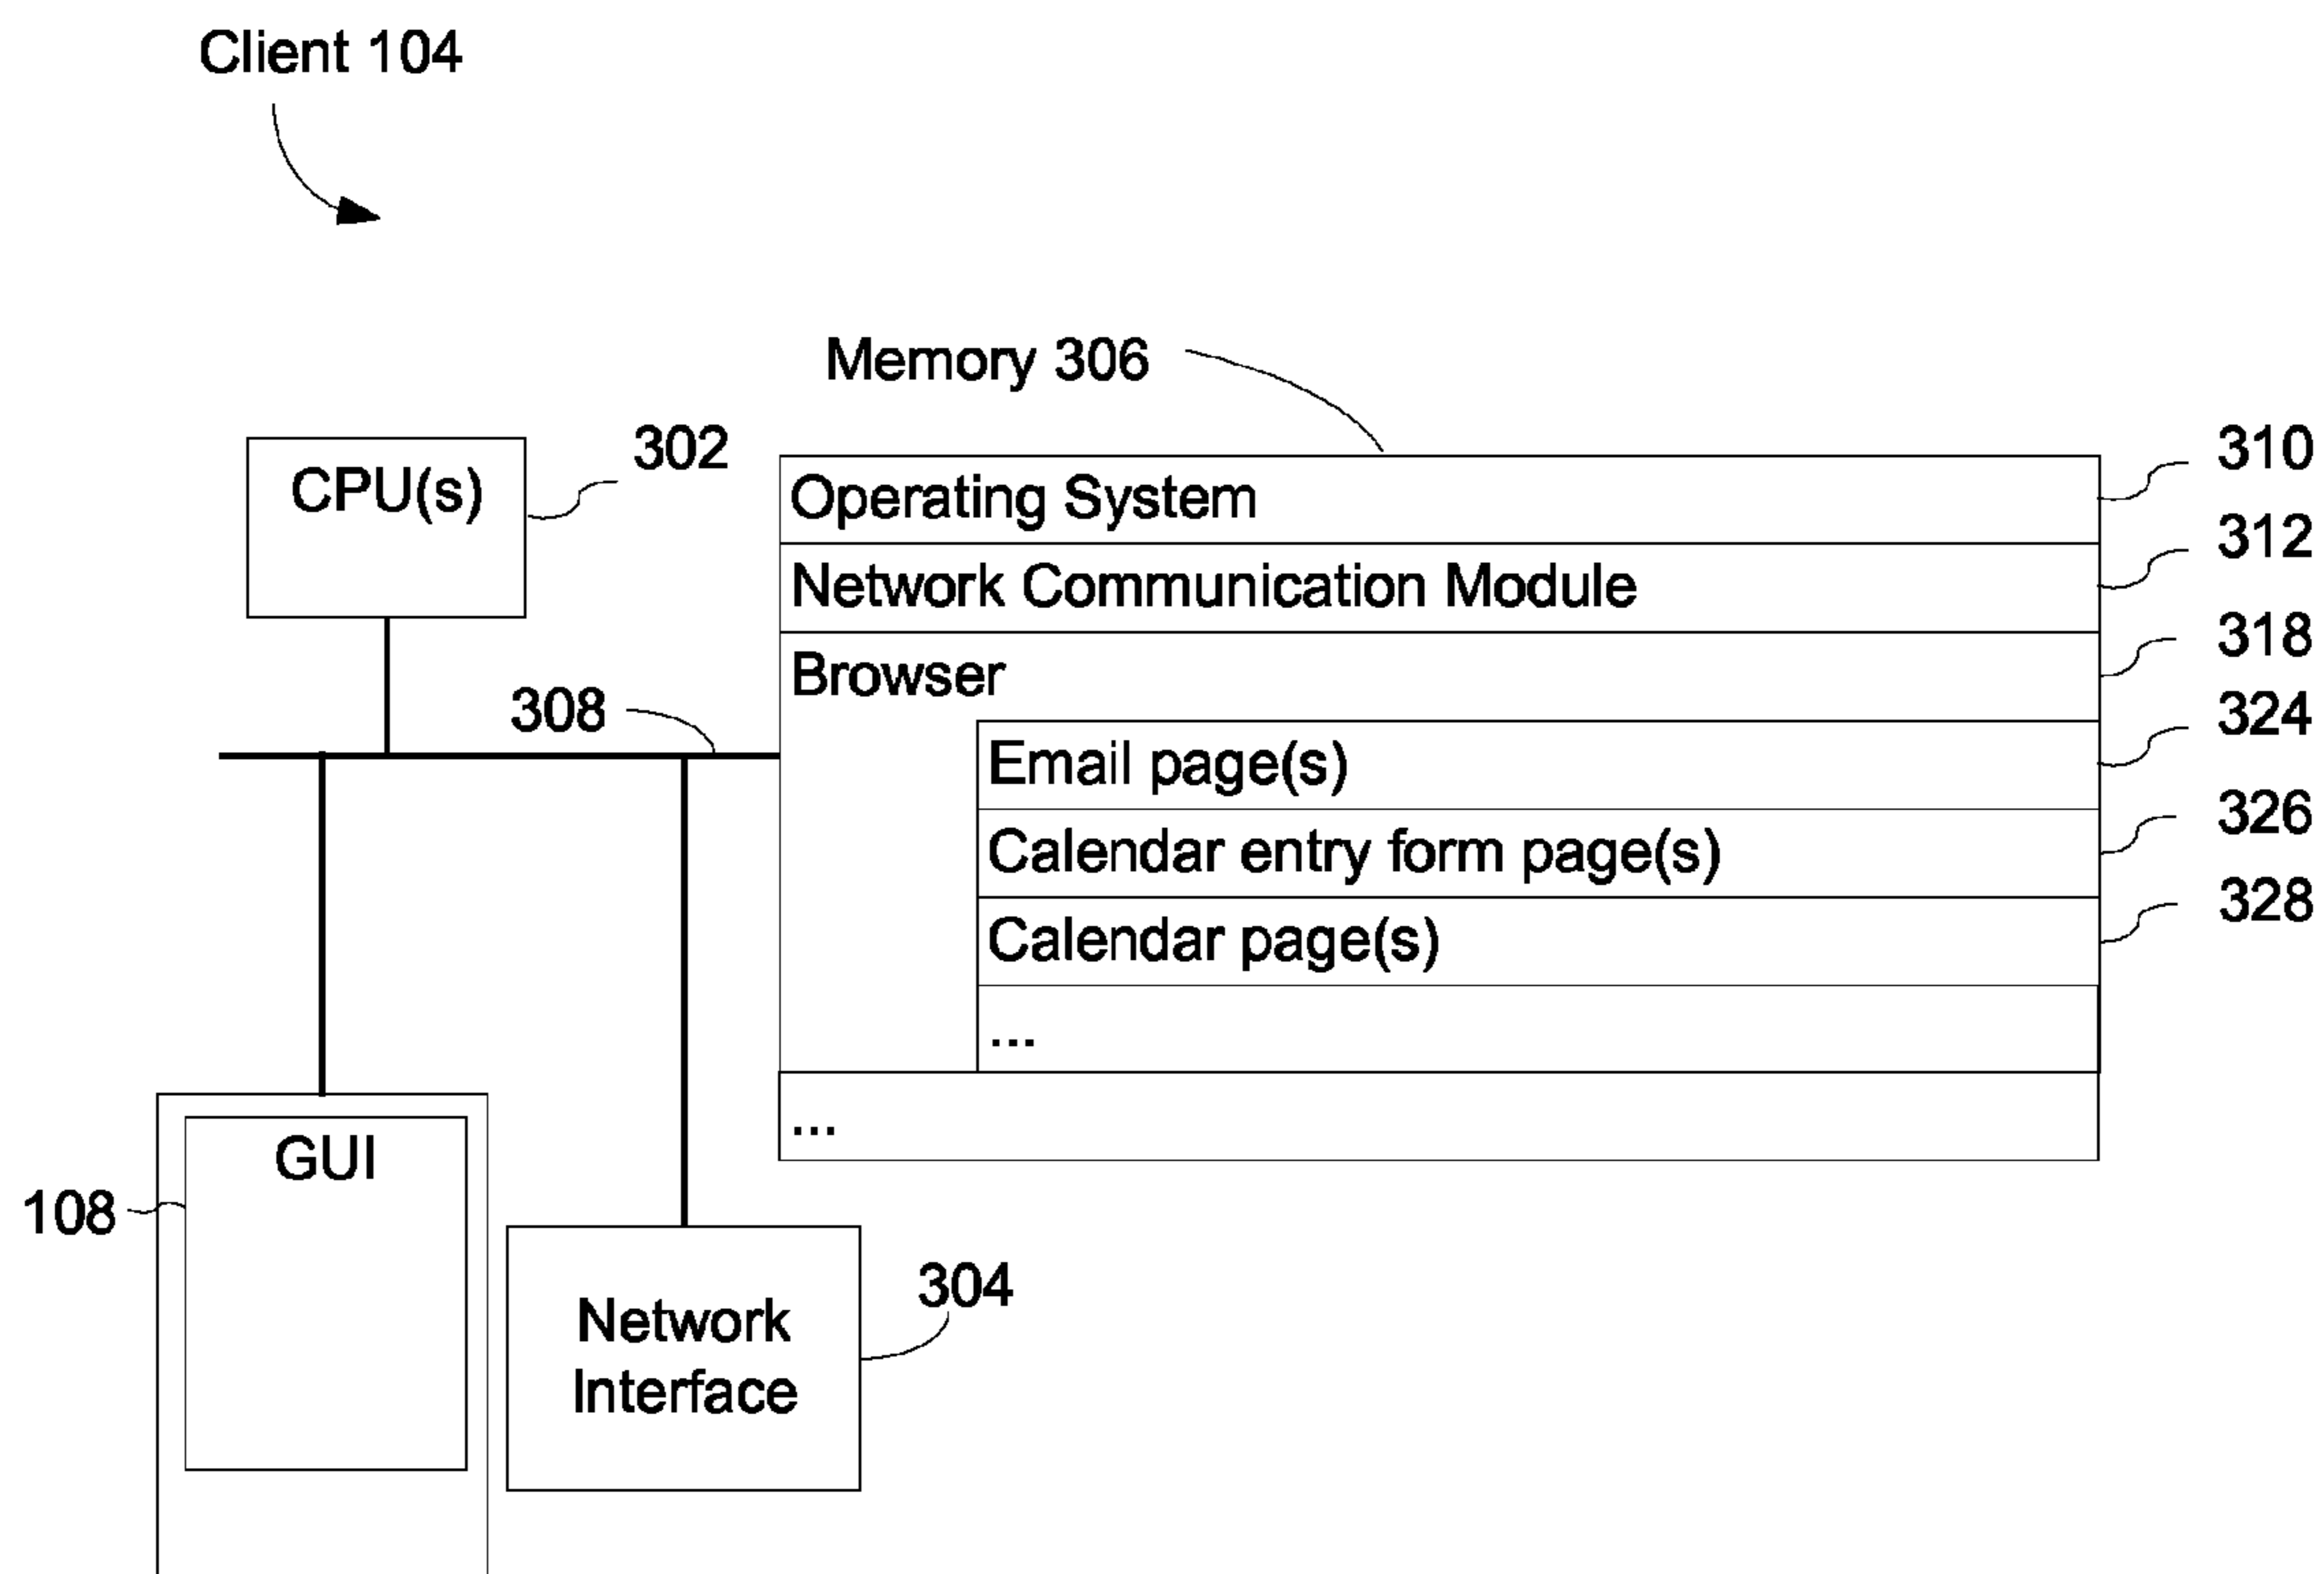 Client 104
Memory 306
CPU(s)
302
310
Operating System
312
Network Communication Module
318
Browser
308
324
Email page(s)
326
Calendar entry form page(s)
328
Calendar page(s)
...
...
GUI
108
304
Network
Interface